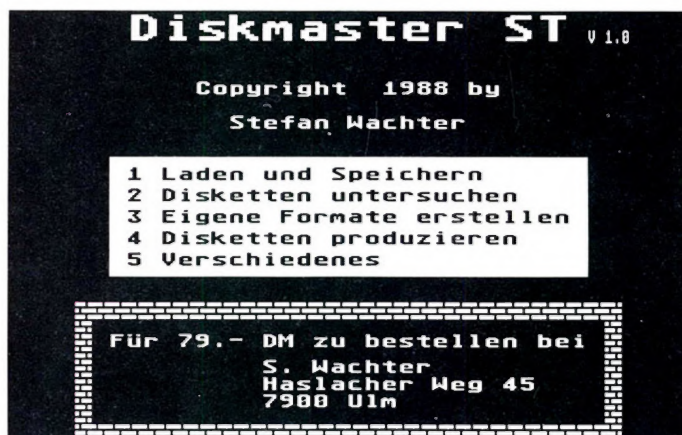 Diskmaster ST V 1.0
Copyright 1988 by
Stefan Wachter
1 Laden und Speichern
2 Disketten untersuchen
3 Eigene Formate erstellen
4 Disketten produzieren
5 Verschiedenes
Für 79.- DM zu bestellen bei
S. Wachter
Haslacher Weg 45
7900 Ulm